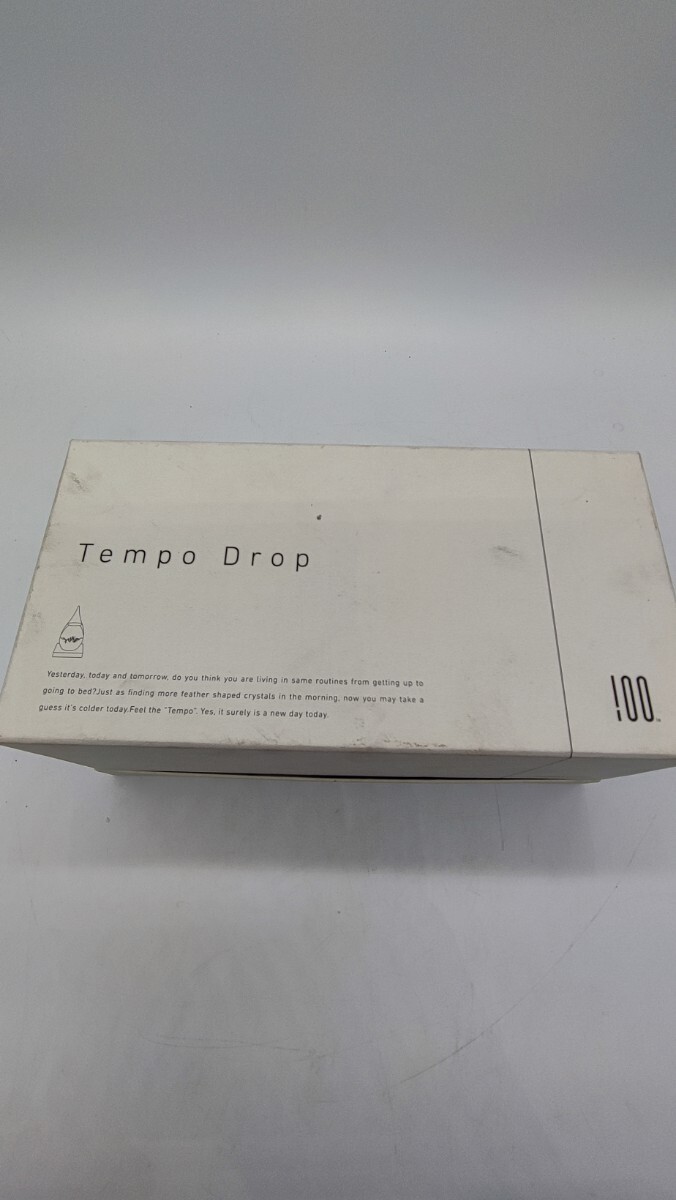 Tempo Drop
Yesterday, today and tomorrow, do you think you are living in same routines from getting up to
going to bed?Just as finding more feather shaped crystals in the morning, now you may take a
guess it's colder today.Feel the "Tempo". Yes, it surely is a new day today.
100.™